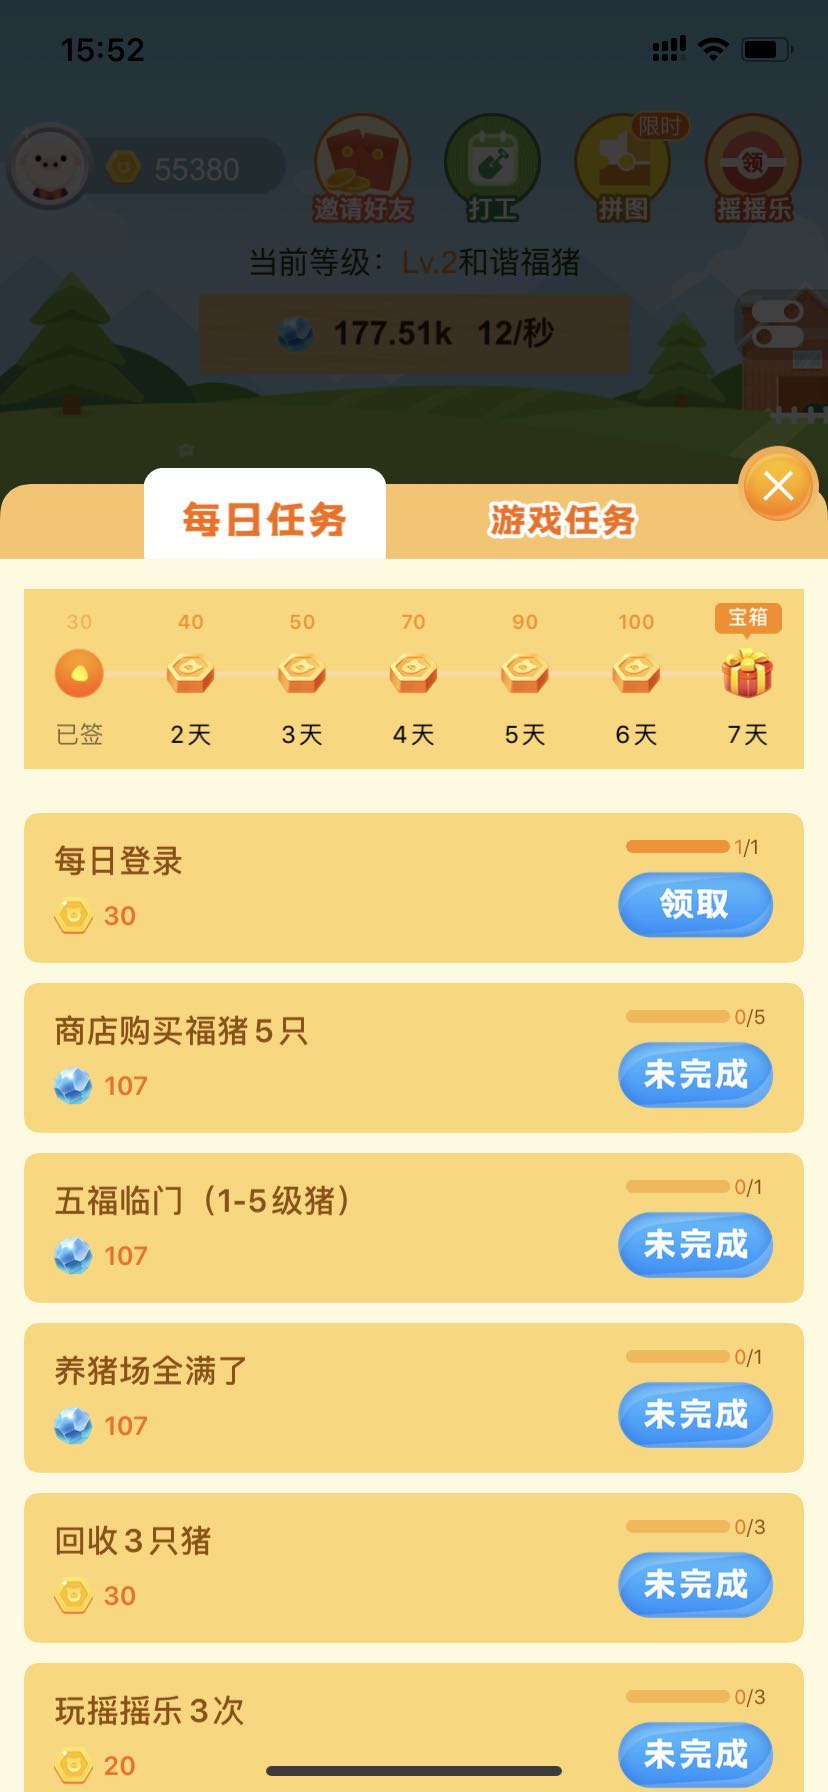 15:52
55380
限时
领
邀请好友
打工
拼图
摇摇乐
当前等级：Lv.2和谐福猪
177.51k 12/秒
每日任务
游戏任务
30
40
50
70
90
100
宝箱
已签
2天
3天
4天
5天
6天
7天
每日登录
1/1
30
领取
商店购买福猪5只
0/5
107
未完成
五福临门（1-5级猪）
0/1
107
未完成
养猪场全满了
0/1
107
未完成
回收3只猪
0/3
30
未完成
玩摇摇乐3次
0/3
20
未完成